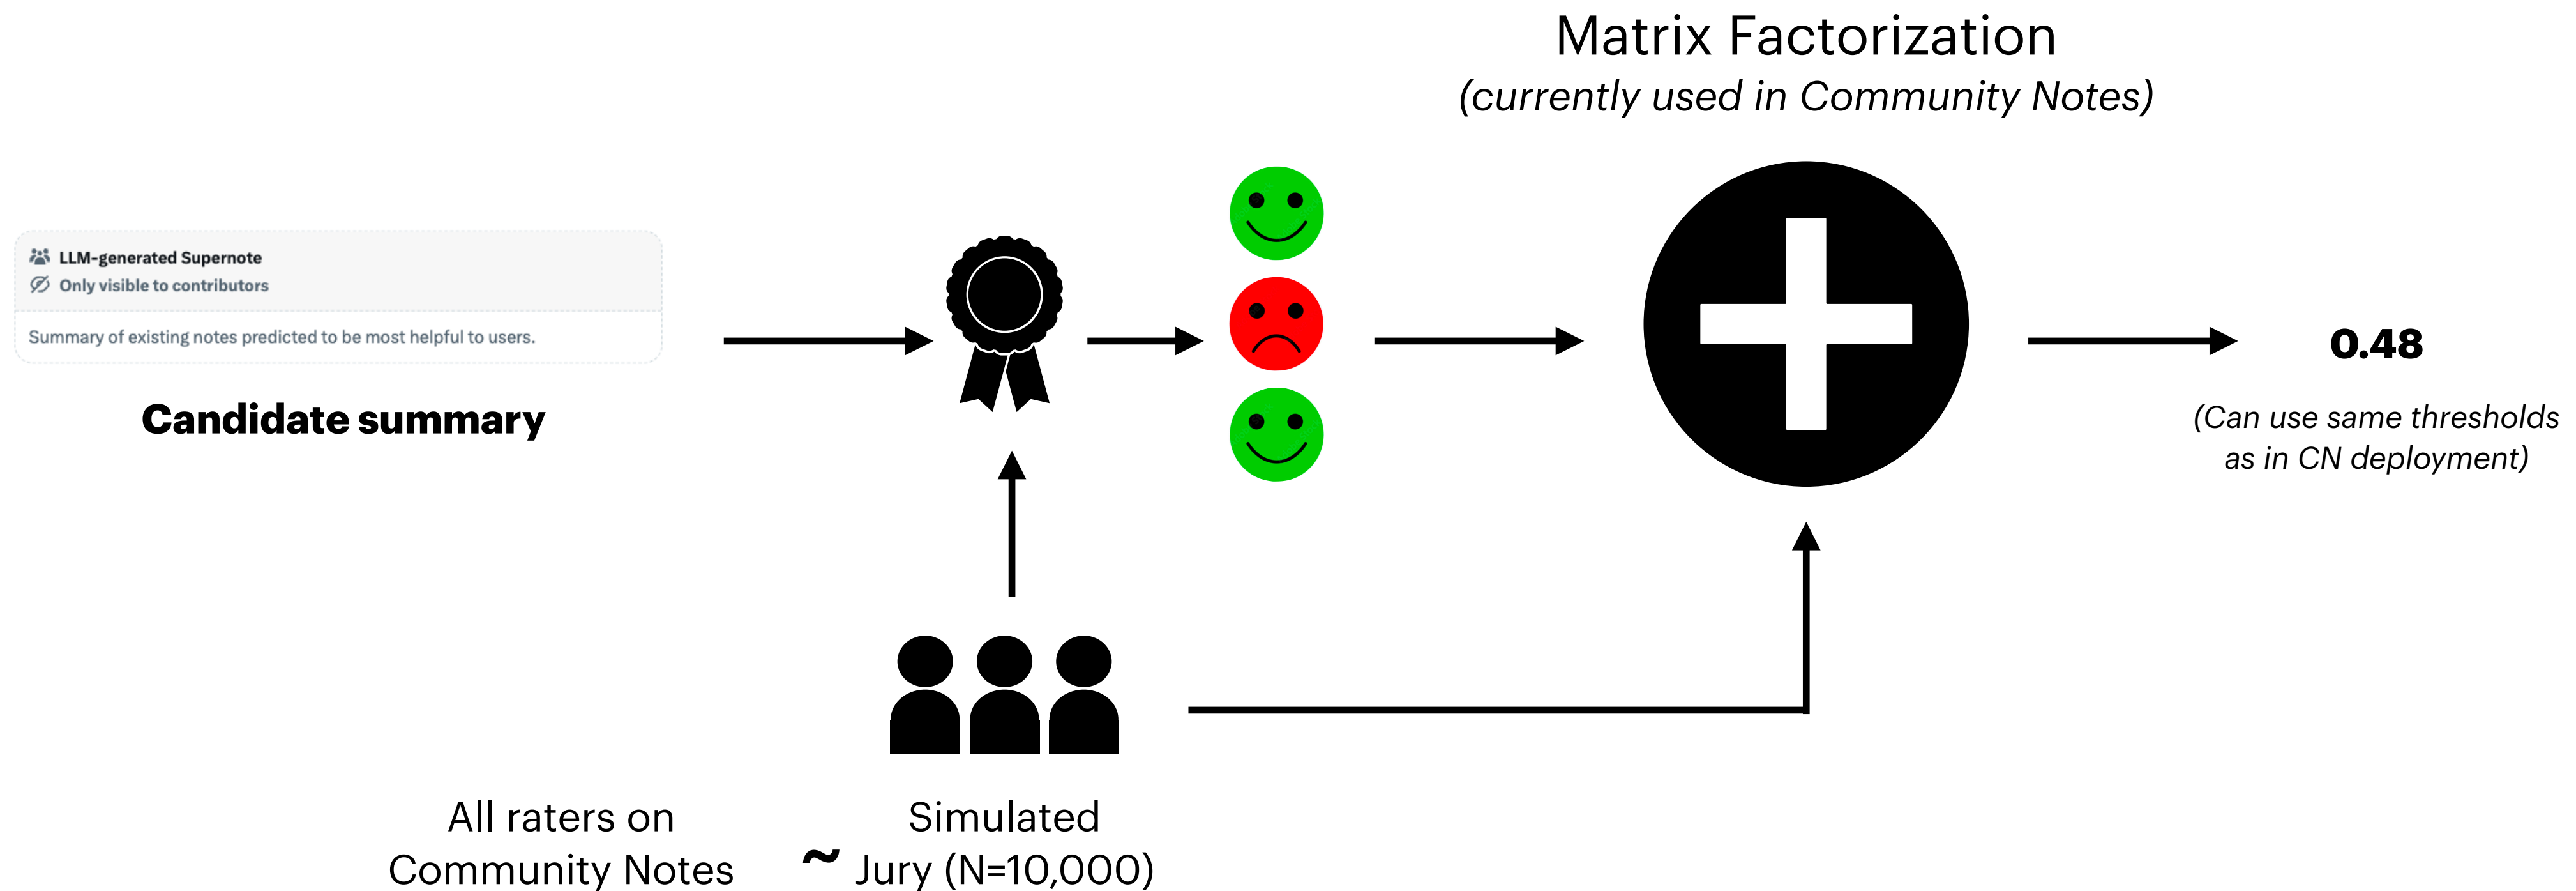 Matrix Factorization
(currently used in Community Notes)
LLM-generated Supernote
Only visible to contributors
Summary of existing notes predicted to be most helpful to users.
Candidate summary
0.48
(Can use same thresholds
as in CN deployment)
All raters on
Community Notes
~
Simulated
Jury (N=10,000)